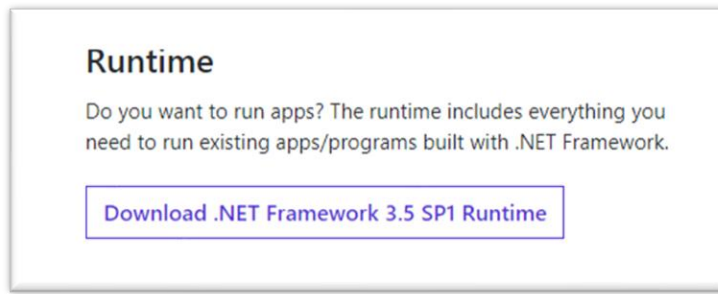 Runtime
Do you want to run apps? The runtime includes everything you
need to run existing apps/programs built with .NET Framework.
Download .NET Framework 3.5 SP1 Runtime